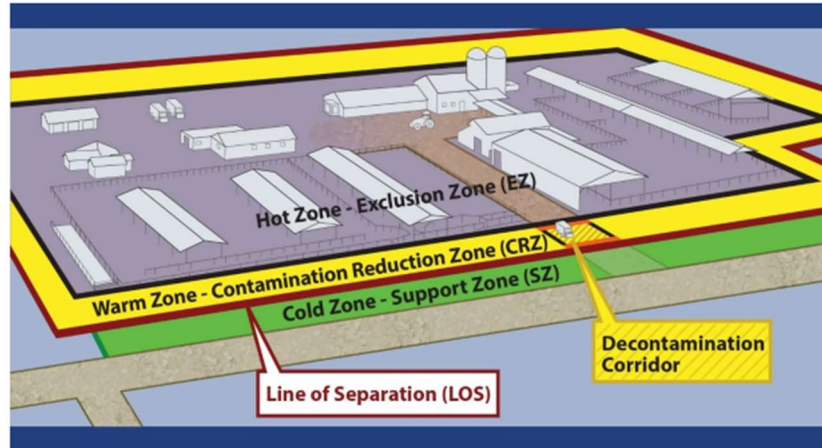 Hot Zone - Exclusion Zone (EZ)
Warm Zone - Contamination Reduction Zone (CRZ)
Cold Zone - Support Zone (SZ)
Decontamination
Corridor
Line of Separation (LOS)